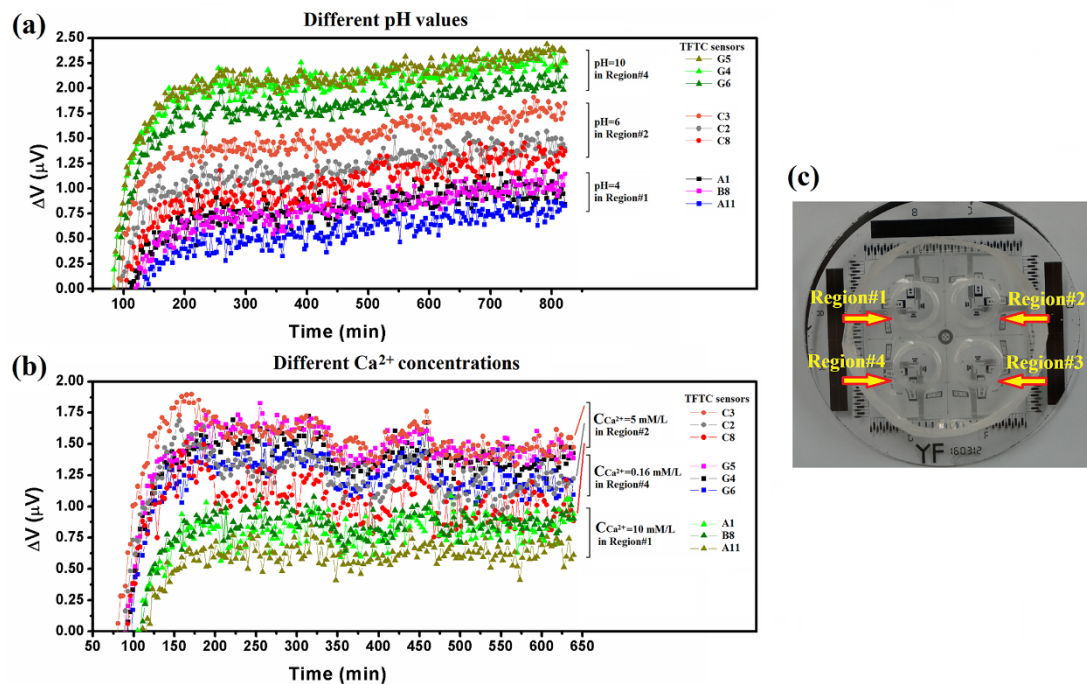 (a)
Different pH values
ΔV (μV)
2.50
2.25
2.00
1.75
1.50
1.25
1.00
0.75
0.50
0.25
0.00
100
200
300
400
500
600
700
800
Time (min)
pH=10
in Region#4
pH=6
in Region#2
pH=4
in Region#1
TFTC sensors
G5
G4
G6
C3
C2
C8
A1
B8
A11
(b)
Different Ca²⁺ concentrations
ΔV (μV)
2.00
1.75
1.50
1.25
1.00
0.75
0.50
0.25
0.00
50
100
150
200
250
300
350
400
450
500
550
600
650
Time (min)
C Ca²⁺=5 mM/L
in Region#2
C Ca²⁺=0.16 mM/L
in Region#4
C Ca²⁺=10 mM/L
in Region#1
TFTC sensors
C3
C2
C8
G5
G4
G6
A1
B8
A11
(c)
Region#1
Region#2
Region#4
Region#3
YF 160312